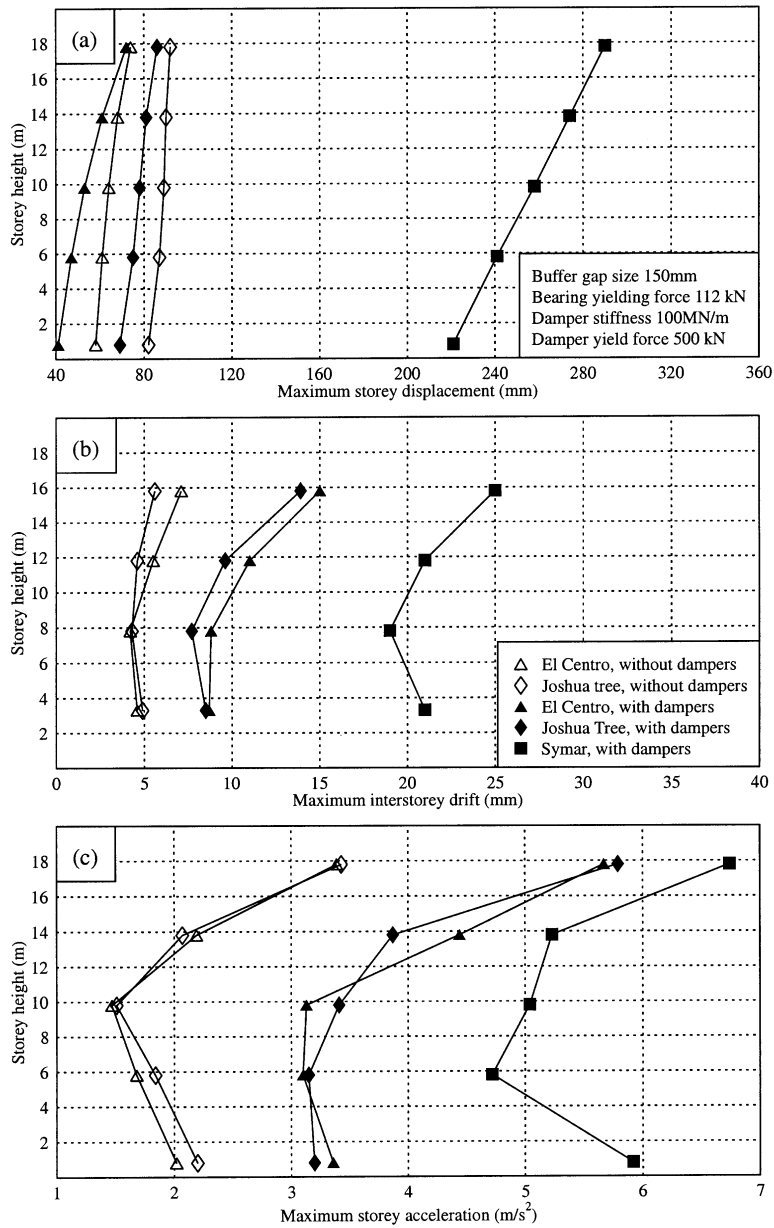 (a)
18
16
14
12
10
8
6
4
2
Storey height (m)
Buffer gap size 150mm
Bearing yielding force 112 kN
Damper stiffness 100MN/m
Damper yield force 500 kN
40 80 120 160 200 240 280 320 360
Maximum storey displacement (mm)
(b)
18
16
14
12
10
8
6
4
2
Storey height (m)
El Centro, without dampers
Joshua tree, without dampers
El Centro, with dampers
Joshua Tree, with dampers
Symar, with dampers
0 5 10 15 20 25 30 35 40
Maximum interstorey drift (mm)
(c)
18
16
14
12
10
8
6
4
2
Storey height (m)
1 2 3 4 5 6 7
Maximum storey acceleration (m/s²)